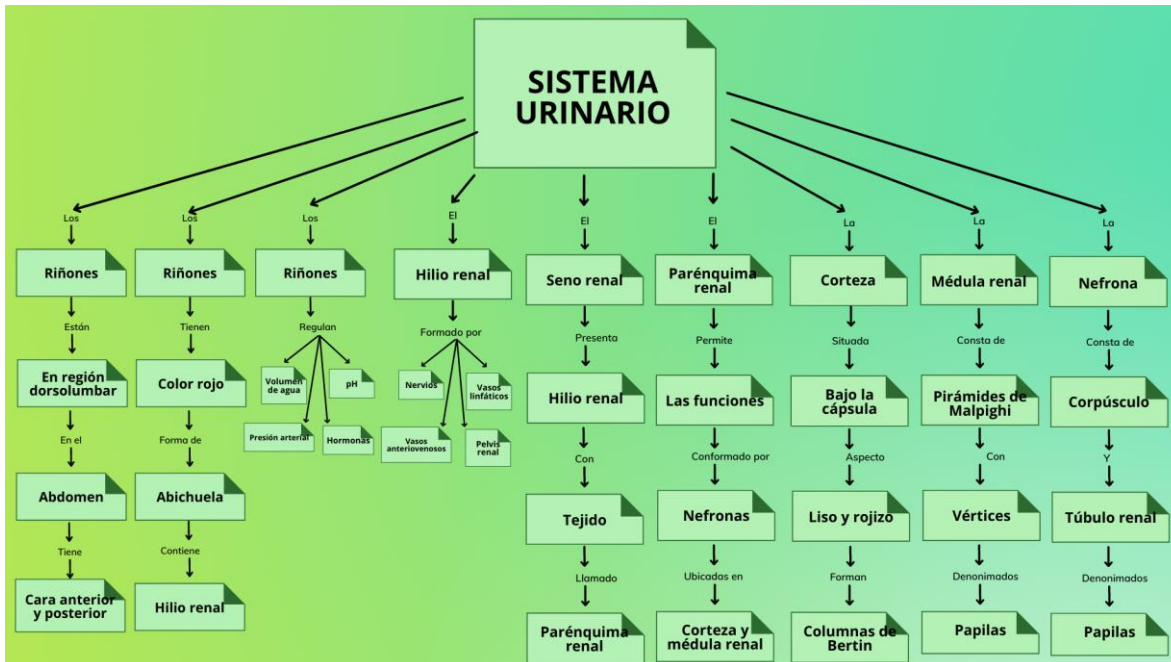 SISTEMA
URINARIO
Los
Riñones
Están
En región
dorsolumbar
En el
Abdomen
Tiene
Cara anterior
y posterior
Los
Riñones
Tienen
Color rojo
Forma de
Abichuela
Contiene
Hilio renal
Los
Riñones
Regulan
Volumen
de agua
pH
Presión arterial
Hormonas
El
Hilio renal
Formado por
Nervios
Vasos
linfáticos
Vasos
anteriovenosos
Pelvis
renal
El
Seno renal
Presenta
Hilio renal
Con
Tejido
Llamado
Parénquima
renal
El
Parénquima
renal
Permite
Las funciones
Conformado por
Nefronas
Ubicadas en
Corteza y
médula renal
La
Corteza
Situada
Bajo la
cápsula
Aspecto
Liso y rojizo
Forman
Columnas de
Bertin
La
Médula renal
Consta de
Pirámides de
Malpighi
Con
Vértices
Denonimados
Papilas
La
Nefrona
Consta de
Corpúsculo
Y
Túbulo renal
Denonimados
Papilas